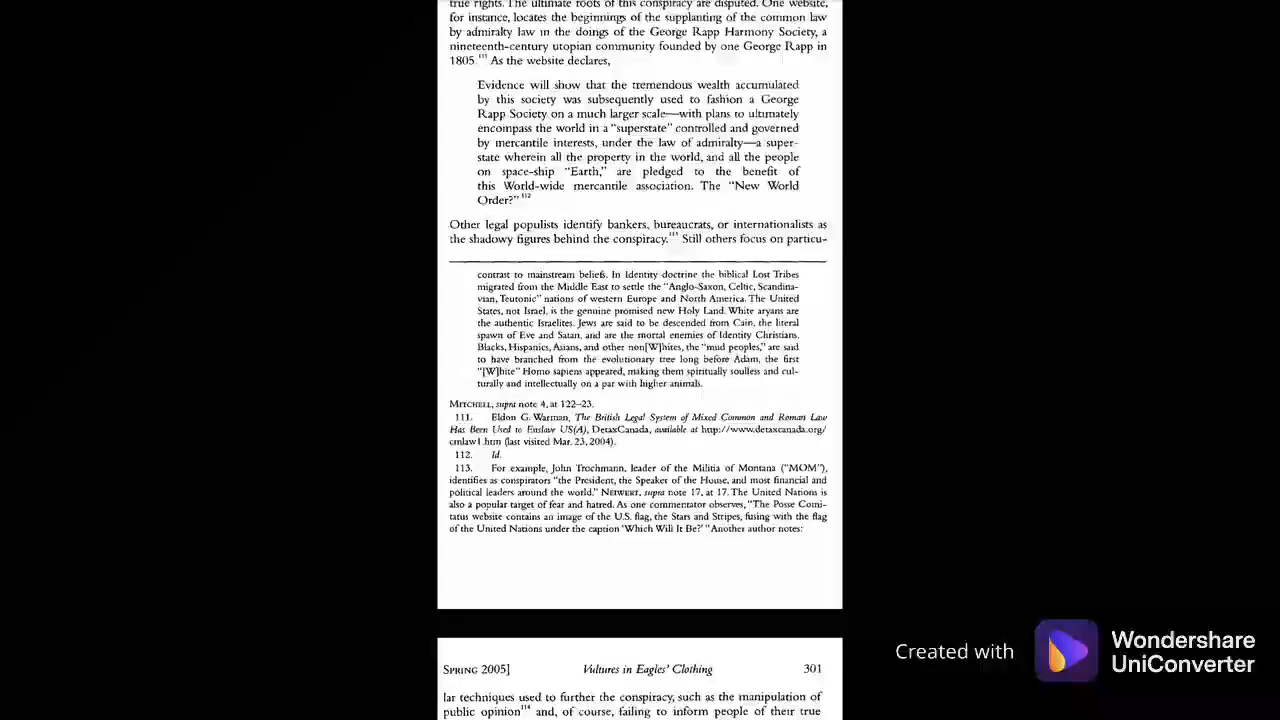 true rights. The ultimate roots of this conspiracy are disputed. One website,
for instance, locates the beginnings of the supplanting of the common law
by admiralty law in the doings of the George Rapp Harmony Society, a
nineteenth-century utopian community founded by one George Rapp in
1805.111 As the website declares,
Evidence will show that the tremendous wealth accumulated
by this society was subsequently used to fashion a George
Rapp Society on a much larger scale—with plans to ultimately
encompass the world in a "superstate" controlled and governed
by mercantile interests, under the law of admiralty—a super-
state wherein all the property in the world, and all the people
on space-ship "Earth," are pledged to the benefit of
this World-wide mercantile association. The "New World
Order?" 112
Other legal populists identify bankers, bureaucrats, or internationalists as
the shadowy figures behind the conspiracy.113 Still others focus on particu-
contrast to mainstream beliefs. In Identity doctrine the biblical Lost Tribes
migrated from the Middle East to settle the "Anglo-Saxon, Celtic, Scandina-
vian, Teutonic" nations of western Europe and North America. The United
States, not Israel, is the genuine promised new Holy Land. White aryans are
the authentic Israelites. Jews are said to be descended from Cain, the literal
spawn of Eve and Satan, and are the mortal enemies of Identity Christians.
Blacks, Hispanics, Asians, and other non[W]hites, the "mud peoples," are said
to have branched from the evolutionary tree long before Adam, the first
"[W]hite" Homo sapiens appeared, making them spiritually soulless and cul-
turally and intellectually on a par with higher animals.
MITCHELL, supra note 4, at 122–23.
111. Eldon G. Warman, The British Legal System of Mixed Common and Roman Law
Has Been Used to Enslave US(A), DetaxCanada, available at http://www.detaxcanada.org/
cmlaw1.htm (last visited Mar. 23, 2004).
112. Id.
113. For example, John Trochmann, leader of the Militia of Montana ("MOM"),
identifies as conspirators "the President, the Speaker of the House, and most financial and
political leaders around the world." NEIWERT, supra note 17, at 17. The United Nations is
also a popular target of fear and hatred. As one commentator observes, "The Posse Comi-
tatus website contains an image of the U.S. flag, the Stars and Stripes, fusing with the flag
of the United Nations under the caption 'Which Will It Be?' " Another author notes:
SPRING 2005] Vultures in Eagles' Clothing 301
lar techniques used to further the conspiracy, such as the manipulation of
public opinion114 and, of course, failing to inform people of their true
Created with
Wondershare
UniConverter